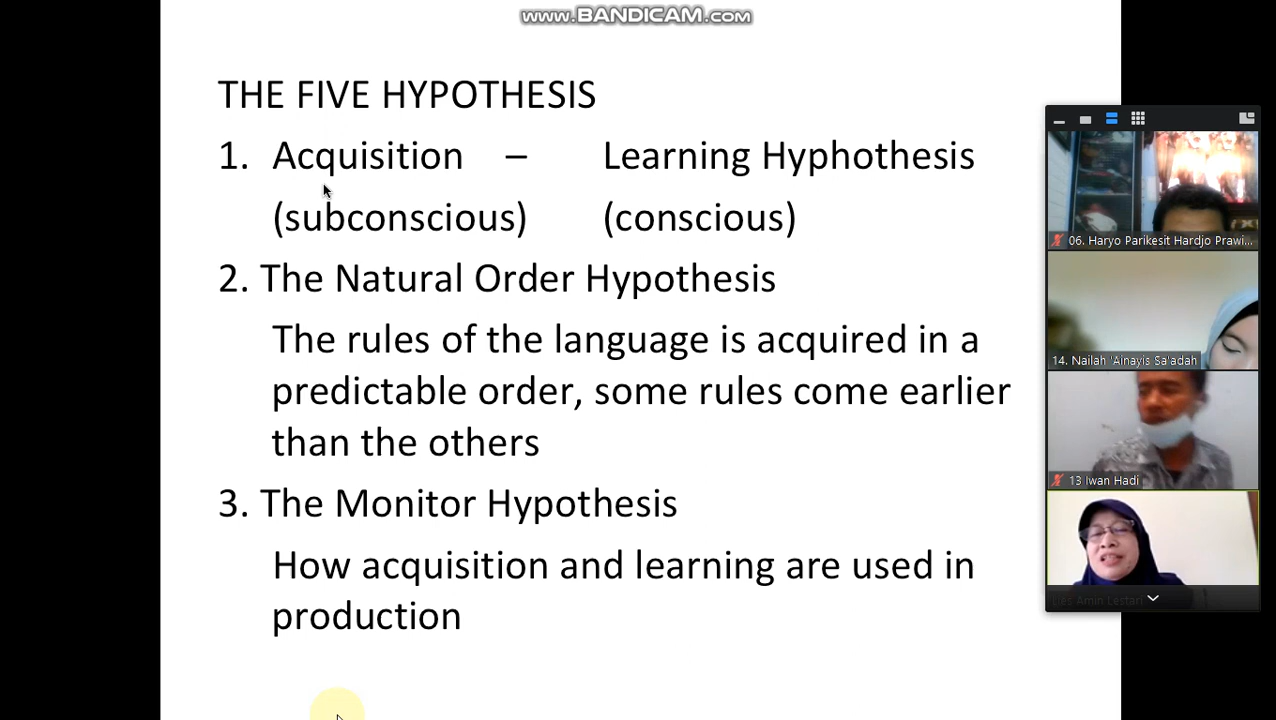 WWW.BANDICAM.COM
THE FIVE HYPOTHESIS
1. Acquisition – Learning Hyphothesis
(subconscious) (conscious)
2. The Natural Order Hypothesis
The rules of the language is acquired in a
predictable order, some rules come earlier
than the others
3. The Monitor Hypothesis
How acquisition and learning are used in
production
06. Haryo Parikesit Hardjo Prawi...
14. Nailah 'Ainayis Sa'adah
13 Iwan Hadi
Lies Amin Lestari